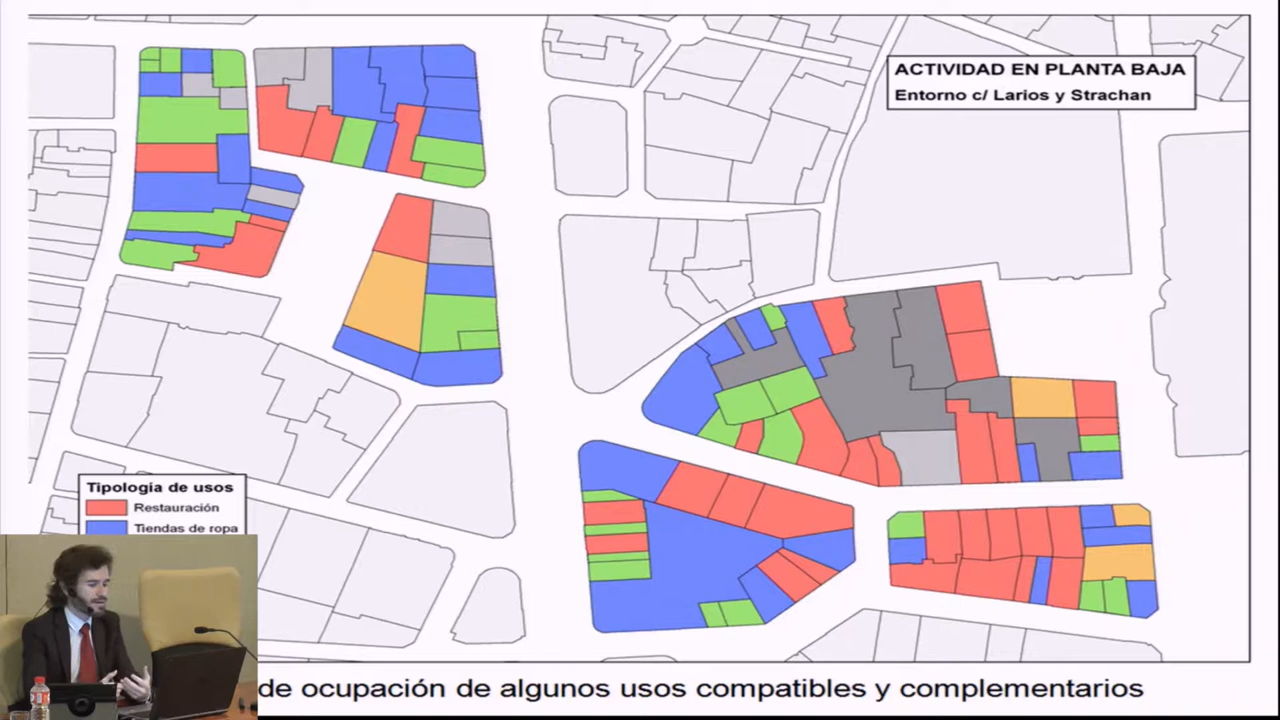 ACTIVIDAD EN PLANTA BAJA
Entorno c/ Larios y Strachan
Tipología de usos
Restauración
Tiendas de ropa
de ocupación de algunos usos compatibles y complementarios